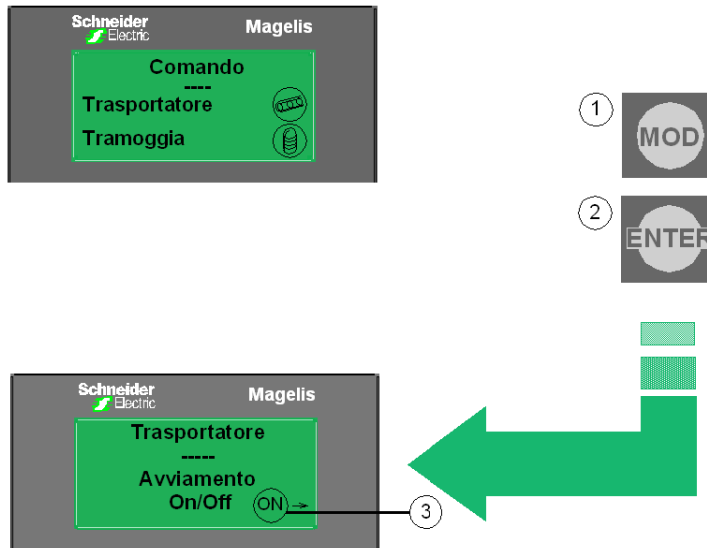 Schneider
Electric
Magelis
Comando
----
Trasportatore
Tramoggia
1
MOD
2
ENTER
Schneider
Electric
Magelis
Trasportatore
-----
Avviamento
On/Off
ON
3